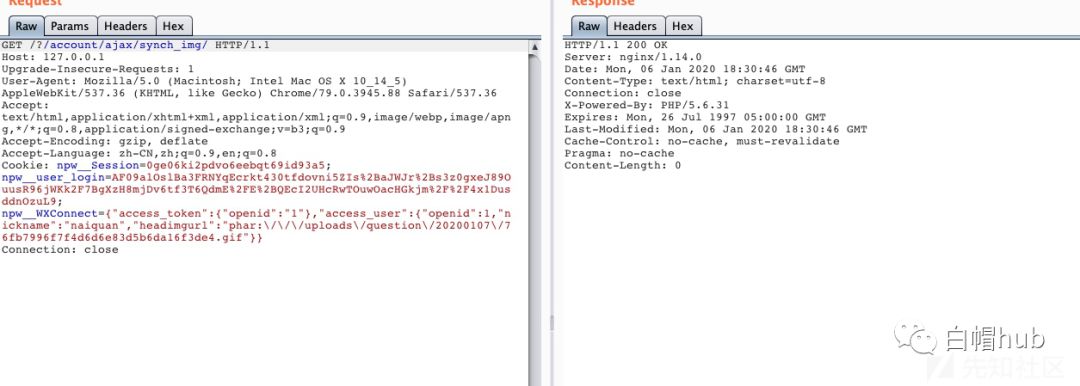 Request
Raw Params Headers Hex
GET /?/account/ajax/synch_img/ HTTP/1.1
Host: 127.0.0.1
Upgrade-Insecure-Requests: 1
User-Agent: Mozilla/5.0 (Macintosh; Intel Mac OS X 10_14_5)
AppleWebKit/537.36 (KHTML, like Gecko) Chrome/79.0.3945.88 Safari/537.36
Accept:
text/html,application/xhtml+xml,application/xml;q=0.9,image/webp,image/apn
g,*/*;q=0.8,application/signed-exchange;v=b3;q=0.9
Accept-Encoding: gzip, deflate
Accept-Language: zh-CN,zh;q=0.9,en;q=0.8
Cookie: npw__Session=0ge06ki2pdvo6eebqt69id93a5;
npw__user_login=AF09alOslBa3FRNYqEcrkt430tfdovni5ZIs%2BaJWJr%2Bs3z0gxeJ89O
uusR96jWKk2F7BgXzH8mjDv6tf3T6QdmE%2FE%2BQEcI2UHcRwTOuwOacHGkjm%2F%2F4x1Dus
ddnOzuL9;
npw__WXConnect={"access_token":{"openid":"1"},"access_user":{"openid":1,"n
ickname":"naiquan","headimgurl":"phar:\/\/\/uploads\/question\/20200107\/7
6fb7996f7f4d6d6e83d5b6da16f3de4.gif"}}
Connection: close
Response
Raw Headers Hex
HTTP/1.1 200 OK
Server: nginx/1.14.0
Date: Mon, 06 Jan 2020 18:30:46 GMT
Content-Type: text/html; charset=utf-8
Connection: close
X-Powered-By: PHP/5.6.31
Expires: Mon, 26 Jul 1997 05:00:00 GMT
Last-Modified: Mon, 06 Jan 2020 18:30:46 GMT
Cache-Control: no-cache, must-revalidate
Pragma: no-cache
Content-Length: 0
白帽hub
先知社区